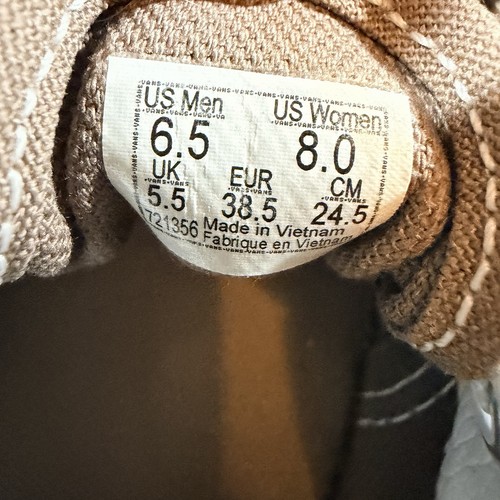 US Men US Women
6.5 8.0
UK EUR CM
5.5 38.5 24.5
721356 Made in Vietnam
Fabrique en Vietnam